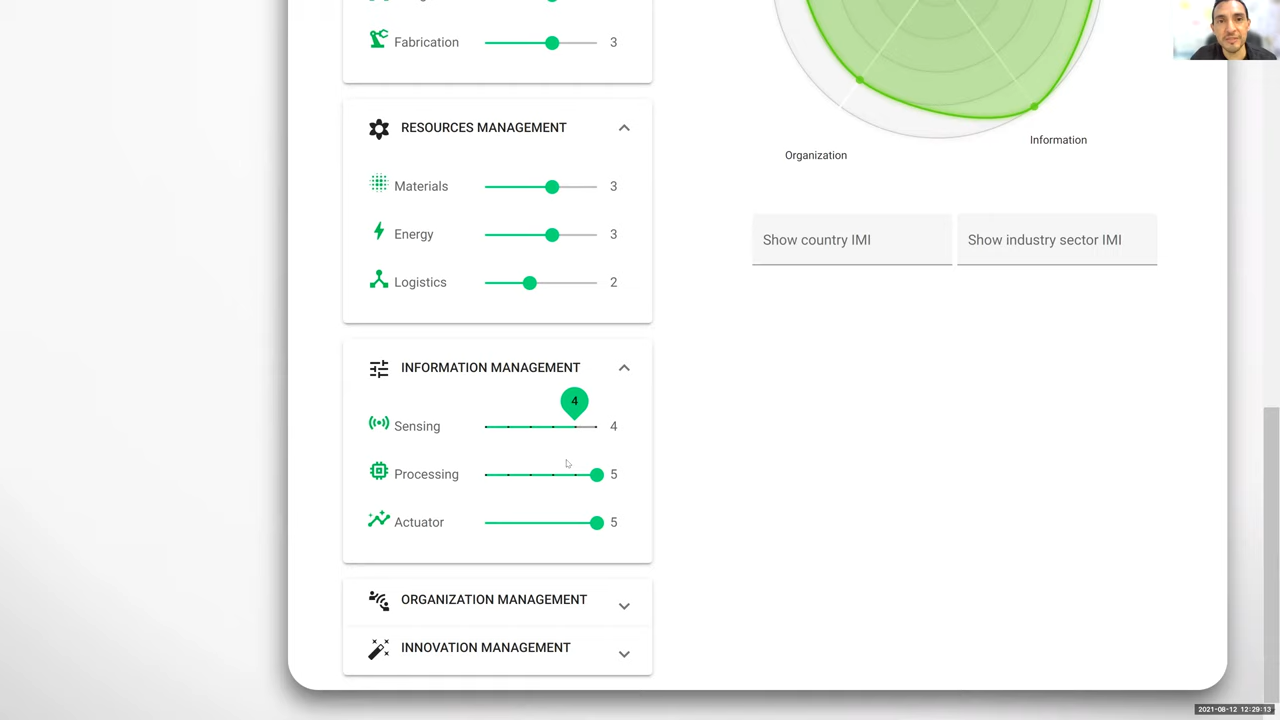 Fabrication 3
RESOURCES MANAGEMENT
Materials 3
Energy 3
Logistics 2
INFORMATION MANAGEMENT
4
Sensing 4
Processing 5
Actuator 5
ORGANIZATION MANAGEMENT
INNOVATION MANAGEMENT
Organization
Information
Show country IMI
Show industry sector IMI
2021-08-12 12:29:13